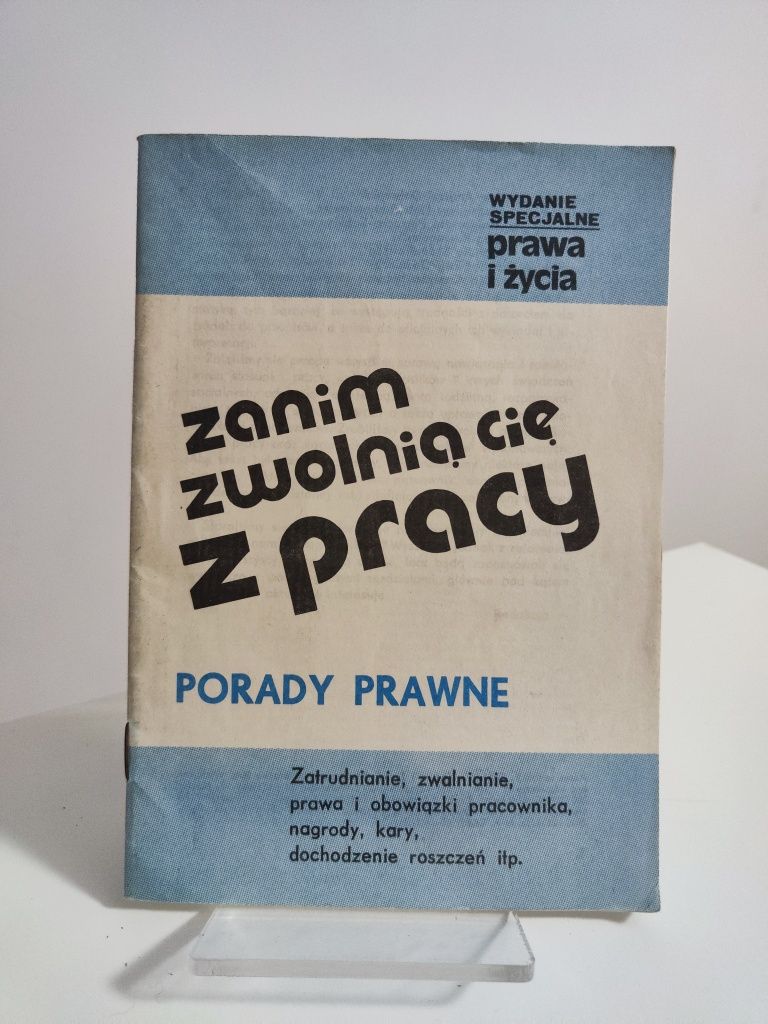 WYDANIE
SPECJALNE
prawa
i życia
zanim
zwolnią cię
z pracy
PORADY PRAWNE
Zatrudnianie, zwalnianie,
prawa i obowiązki pracownika,
nagrody, kary,
dochodzenie roszczeń itp.